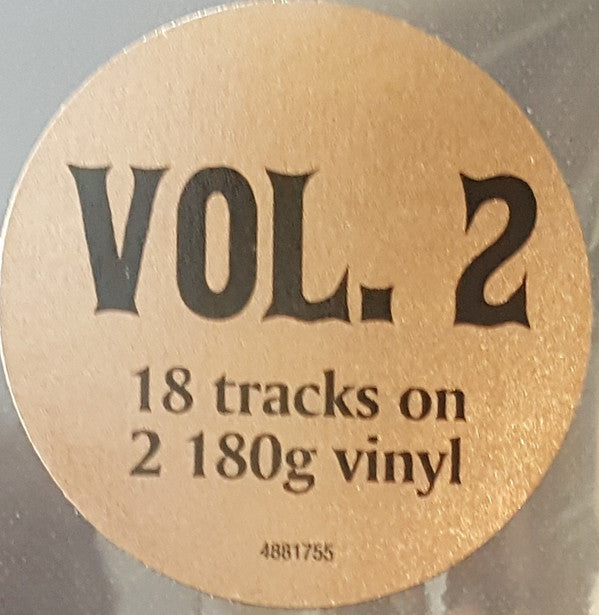 VOL. 2
18 tracks on
2 180g vinyl
4881755